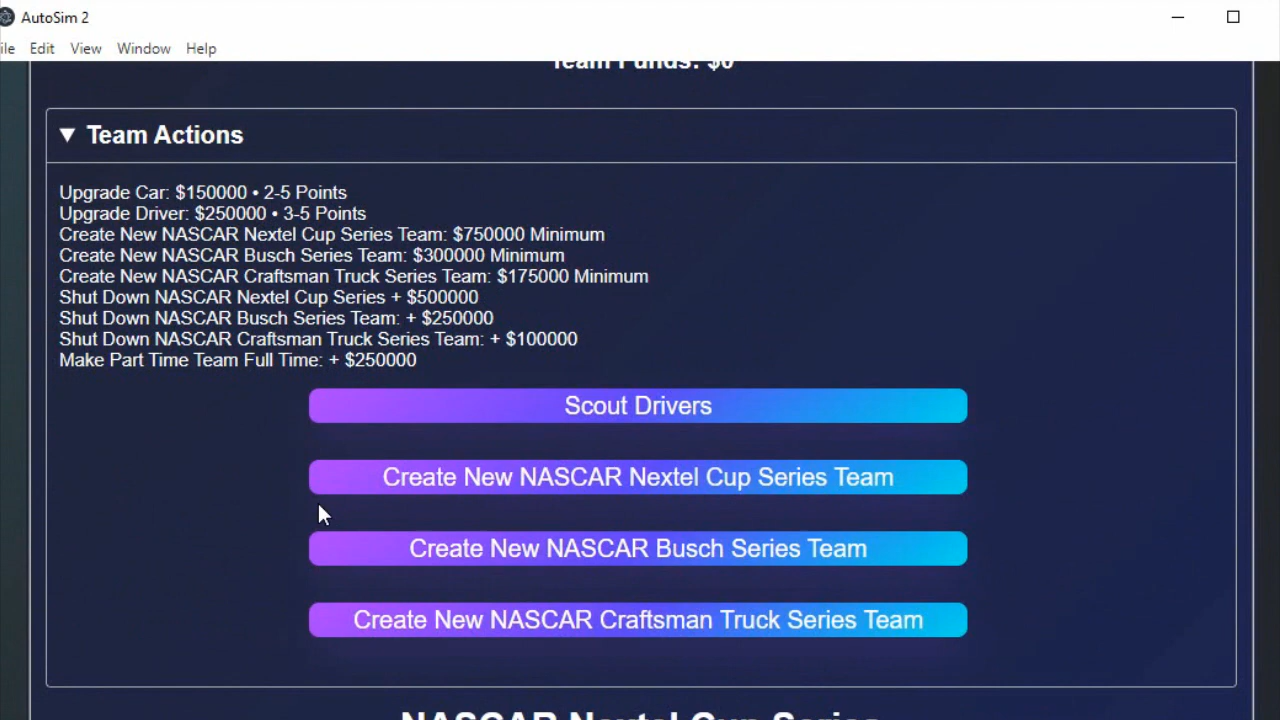 AutoSim 2
ile Edit View Window Help
Team Funds: $0
▼ Team Actions
Upgrade Car: $150000 • 2-5 Points
Upgrade Driver: $250000 • 3-5 Points
Create New NASCAR Nextel Cup Series Team: $750000 Minimum
Create New NASCAR Busch Series Team: $300000 Minimum
Create New NASCAR Craftsman Truck Series Team: $175000 Minimum
Shut Down NASCAR Nextel Cup Series + $500000
Shut Down NASCAR Busch Series Team: + $250000
Shut Down NASCAR Craftsman Truck Series Team: + $100000
Make Part Time Team Full Time: + $250000
Scout Drivers
Create New NASCAR Nextel Cup Series Team
Create New NASCAR Busch Series Team
Create New NASCAR Craftsman Truck Series Team
NASCAR Nextel Cup Series